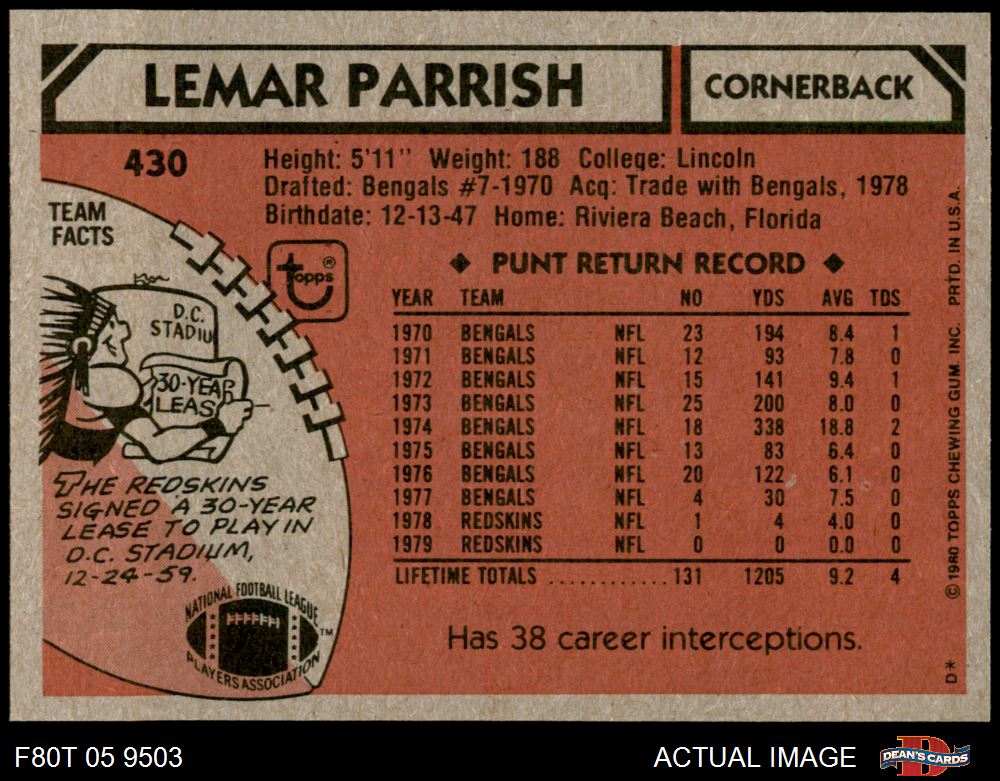 LEMAR PARRISH
CORNERBACK
430
Height: 5'11" Weight: 188 College: Lincoln
Drafted: Bengals #7-1970 Acq: Trade with Bengals, 1978
Birthdate: 12-13-47 Home: Riviera Beach, Florida
TEAM
FACTS
topps®
D.C.
STADIU
30-YEAR
LEAS
THE REDSKINS
SIGNED A 30-YEAR
LEASE TO PLAY IN
D.C. STADIUM,
12-24-59.
NATIONAL FOOTBALL LEAGUE
PLAYERS ASSOCIATION
TM
◆ PUNT RETURN RECORD ◆
YEAR TEAM NO YDS AVG TDS
1970 BENGALS NFL 23 194 8.4 1
1971 BENGALS NFL 12 93 7.8 0
1972 BENGALS NFL 15 141 9.4 1
1973 BENGALS NFL 25 200 8.0 0
1974 BENGALS NFL 18 338 18.8 2
1975 BENGALS NFL 13 83 6.4 0
1976 BENGALS NFL 20 122 6.1 0
1977 BENGALS NFL 4 30 7.5 0
1978 REDSKINS NFL 1 4 4.0 0
1979 REDSKINS NFL 0 0 0.0 0
LIFETIME TOTALS ............ 131 1205 9.2 4
Has 38 career interceptions.
D* © 1980 TOPPS CHEWING GUM, INC. PRTD. IN U.S.A.
F80T 05 9503
ACTUAL IMAGE
D
DEAN'S CARDS